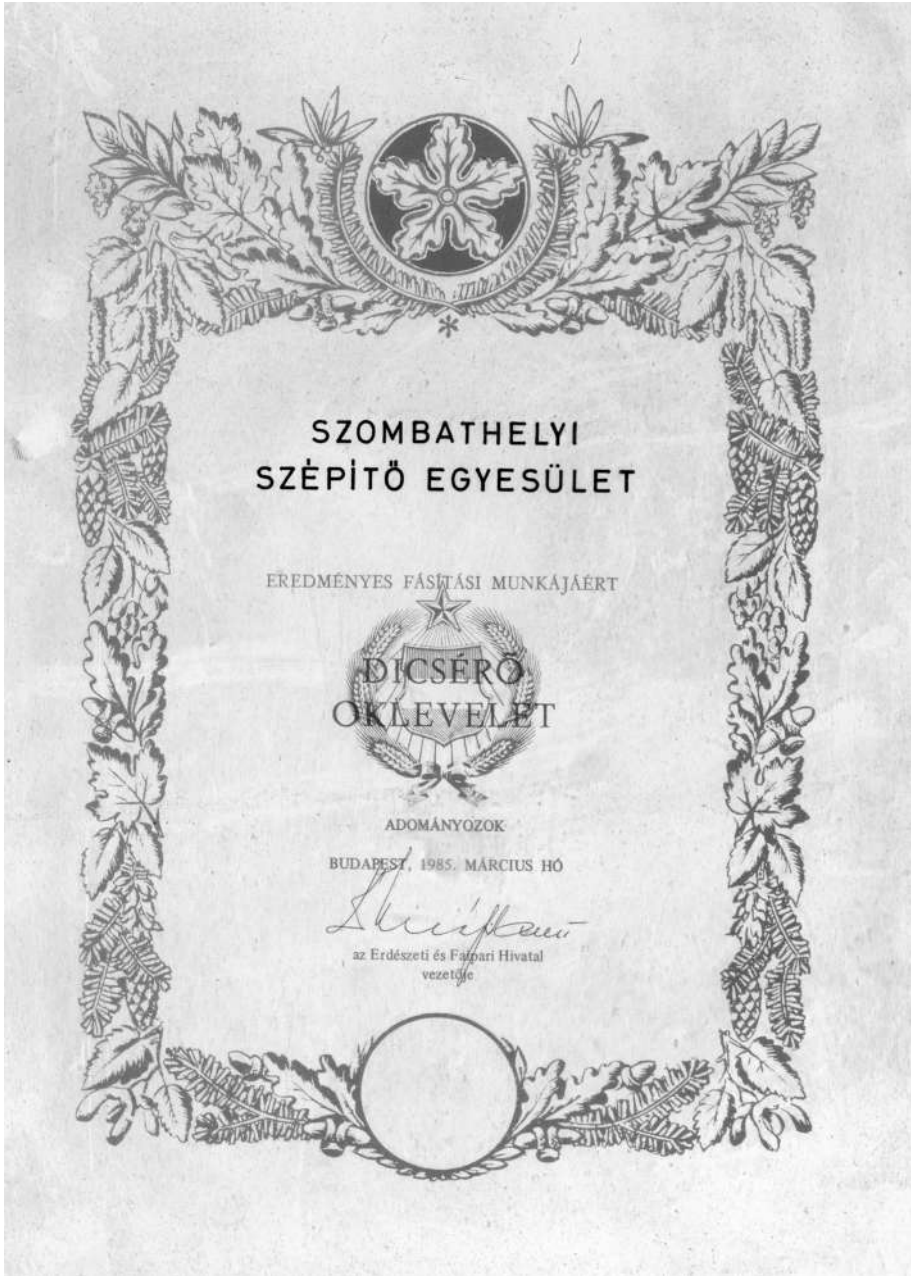 SZOMBATHELYI
SZÉPÍTŐ EGYESÜLET
EREDMÉNYES FÁSÍTÁSI MUNKÁJÁÉRT
DICSÉRŐ
OKLEVELET
ADOMÁNYOZOK
BUDAPEST, 1985. MÁRCIUS HÓ
az Erdészeti és Faipari Hivatal
vezetője